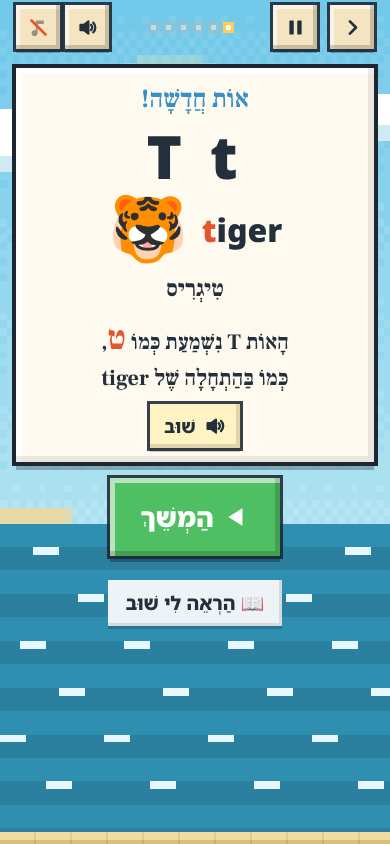 אוֹת חֲדָשָׁה!
T t
tiger
טִיגְרִיס
הָאוֹת T נִשְׁמַעַת כְּמוֹ ט,
כְּמוֹ בַּהַתְחָלָה שֶׁל tiger
שׁוּב
הַמְשֵׁךְ
הַרְאֵה לִי שׁוּב